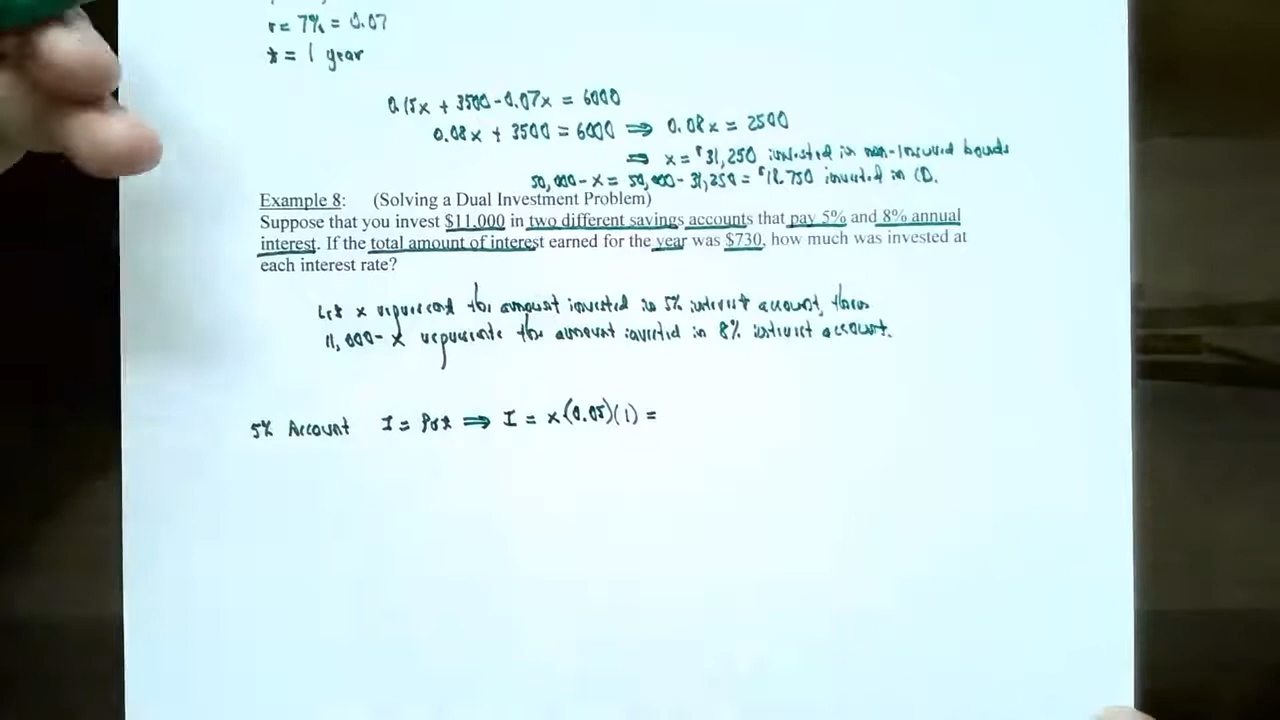 r = 7% = 0.07
t = 1 year
0.15x + 3500 - 0.07x = 6000
0.08x + 3500 = 6000 ⇒ 0.08x = 2500
⇒ x = $31,250 invested in non-insured bonds
50,000 - x = 50,000 - 31,250 = $18,750 invested in CD.
Example 8: (Solving a Dual Investment Problem)
Suppose that you invest $11,000 in two different savings accounts that pay 5% and 8% annual
interest. If the total amount of interest earned for the year was $730, how much was invested at
each interest rate?
Let x represent the amount invested in 5% interest account, then
11,000 - x represents the amount invested in 8% interest account.
5% Account I = Prt ⇒ I = x(0.05)(1) =